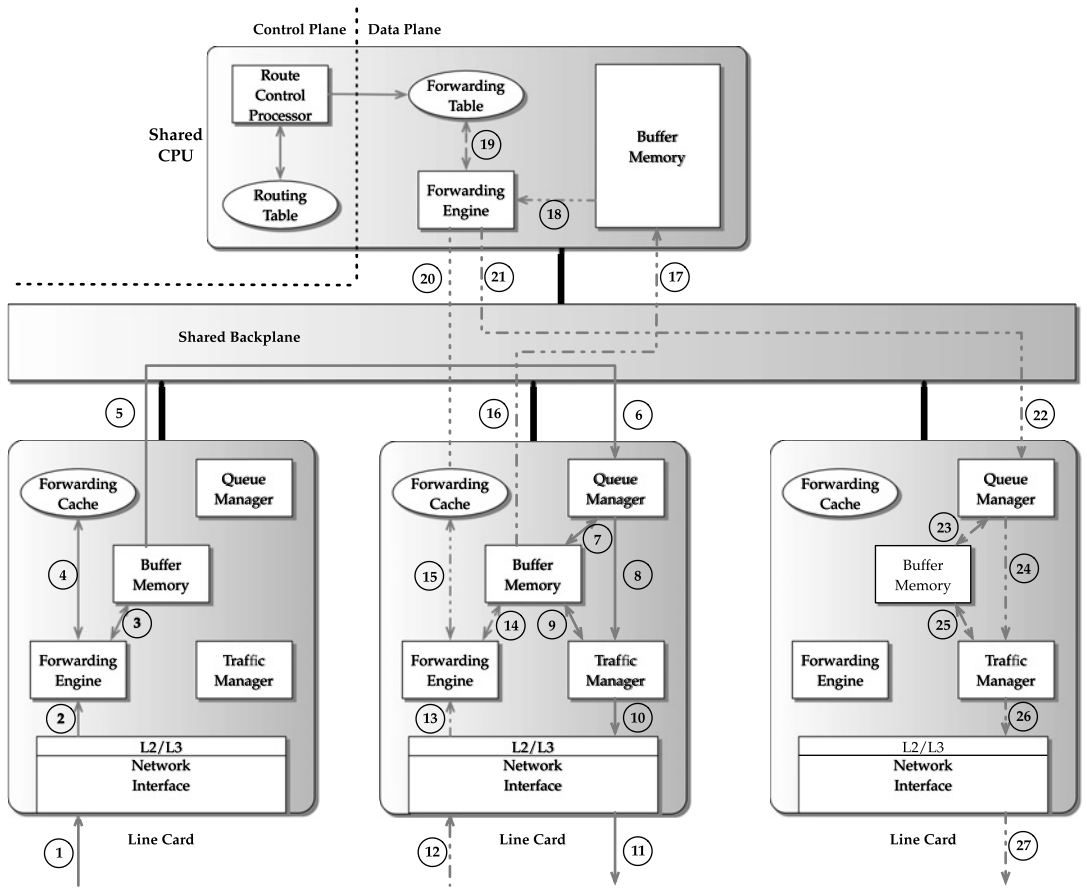 Control Plane
Data Plane
Route
Control
Processor
Forwarding
Table
Buffer
Memory
Shared
CPU
19
Routing
Table
Forwarding
Engine
18
20
21
17
Shared Backplane
5
16
6
22
Forwarding
Cache
Queue
Manager
Forwarding
Cache
Queue
Manager
Forwarding
Cache
Queue
Manager
4
Buffer
Memory
3
15
7
Buffer
Memory
8
14
9
23
Buffer
Memory
24
25
Forwarding
Engine
Traffic
Manager
Forwarding
Engine
Traffic
Manager
Forwarding
Engine
Traffic
Manager
2
13
10
26
L2/L3
Network
Interface
L2/L3
Network
Interface
L2/L3
Network
Interface
1
Line Card
12
Line Card
11
Line Card
27